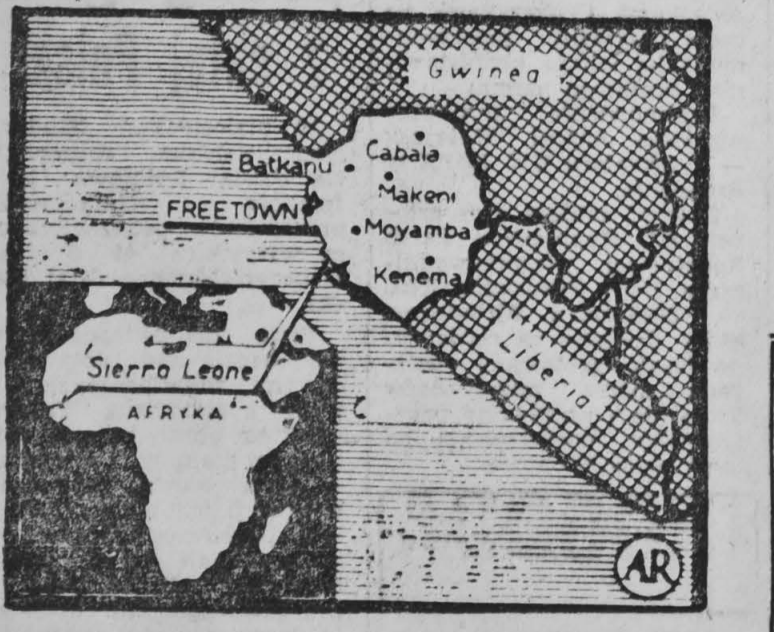 Gwinea
Cabala
Batkanu
Makeni
FREETOWN
Moyamba
Kenema
Liberia
Sierra Leone
AFRYKA
AR